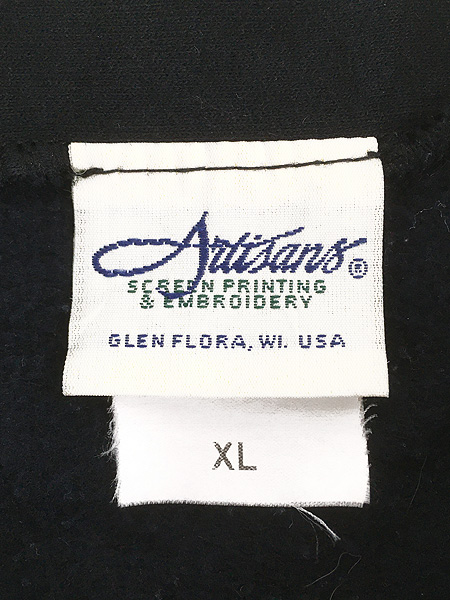 Artisans®
SCREEN PRINTING
& EMBROIDERY
GLEN FLORA, WI. USA
XL